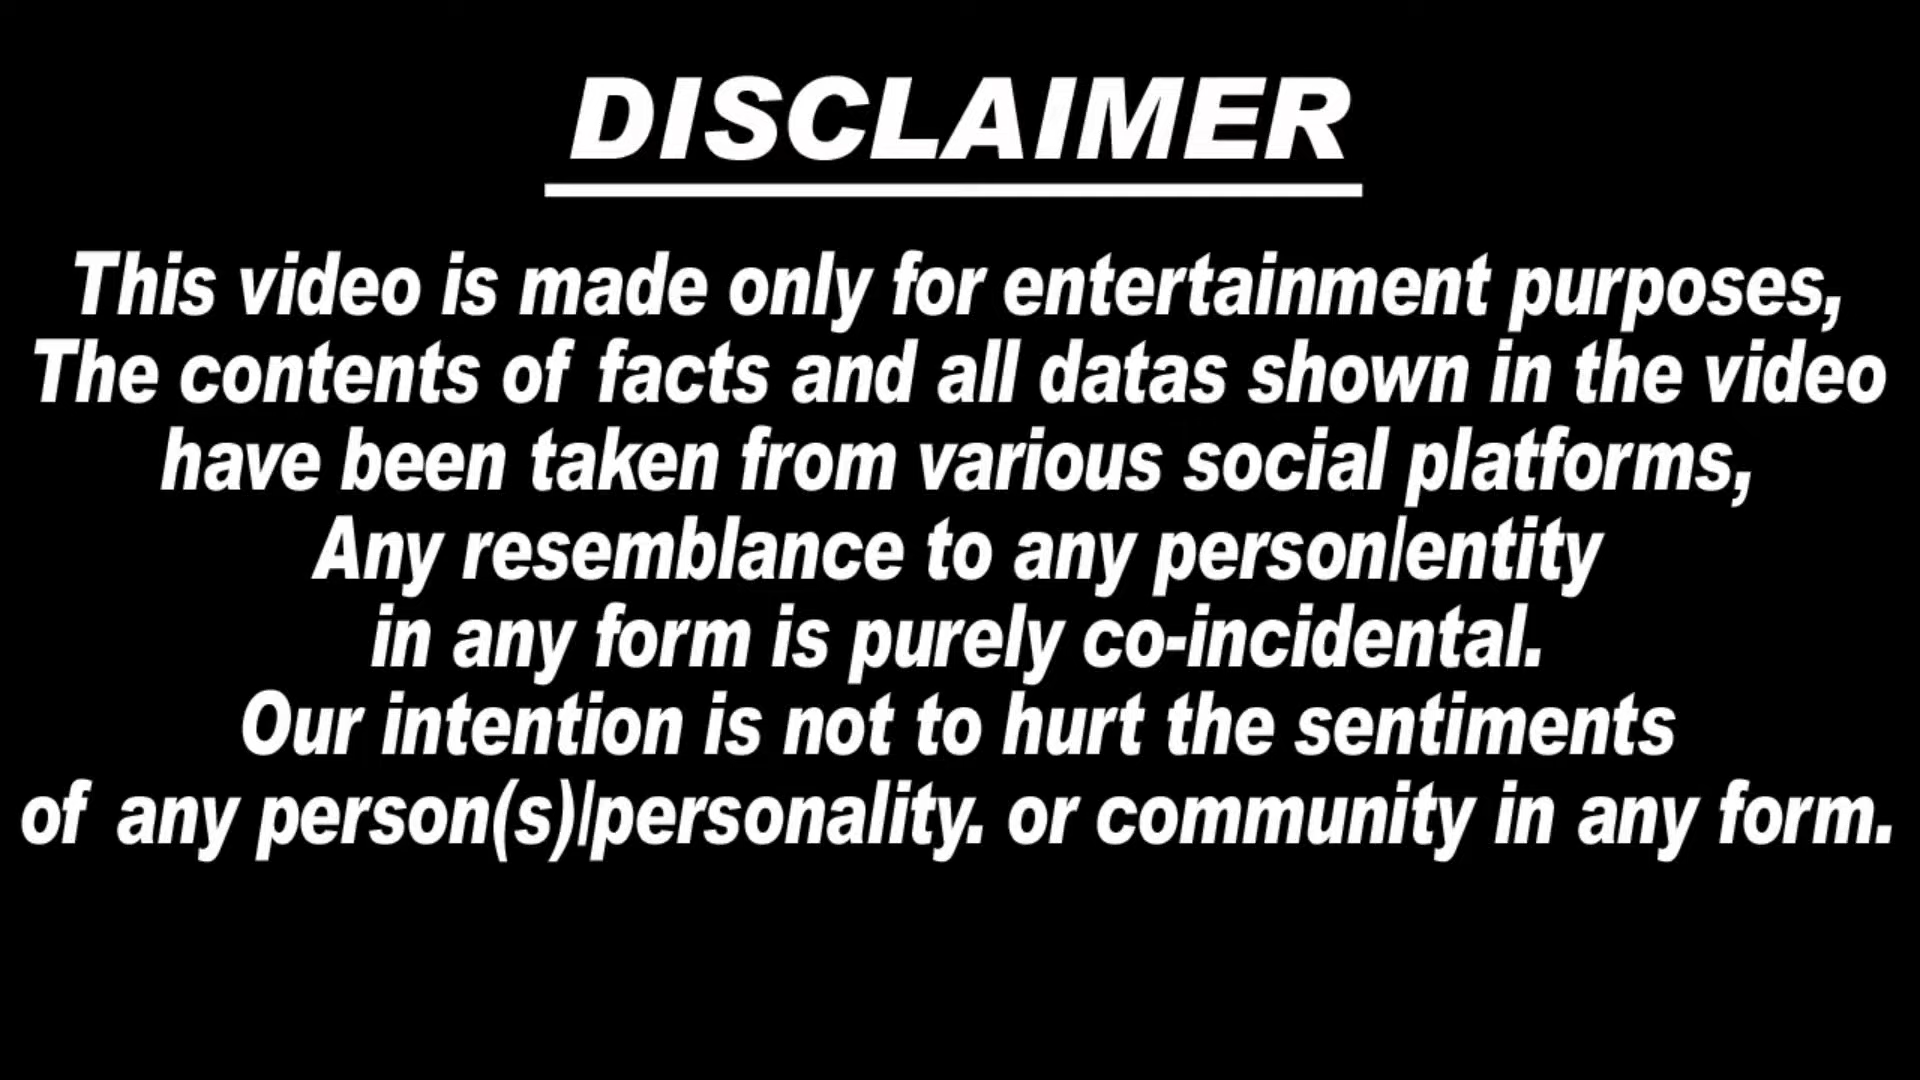 DISCLAIMER
This video is made only for entertainment purposes,
The contents of facts and all datas shown in the video
have been taken from various social platforms,
Any resemblance to any person|entity
in any form is purely co-incidental.
Our intention is not to hurt the sentiments
of any person(s)|personality. or community in any form.